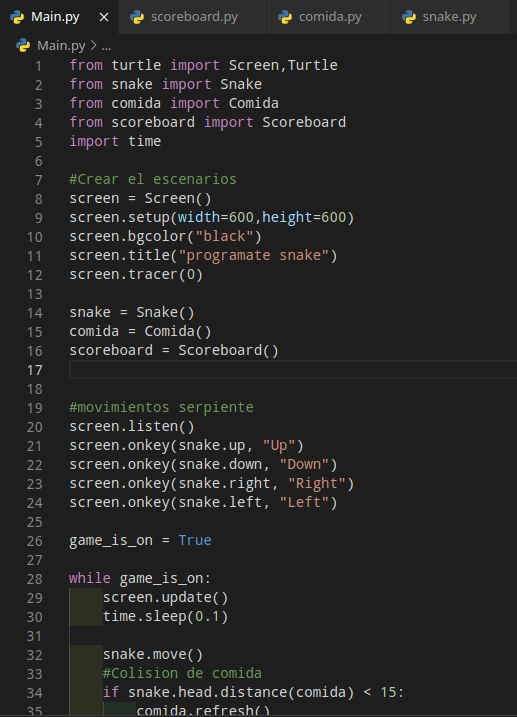 Main.py × scoreboard.py comida.py snake.py
Main.py > ...
1 from turtle import Screen,Turtle
2 from snake import Snake
3 from comida import Comida
4 from scoreboard import Scoreboard
5 import time
6
7 #Crear el escenarios
8 screen = Screen()
9 screen.setup(width=600,height=600)
10 screen.bgcolor("black")
11 screen.title("programate snake")
12 screen.tracer(0)
13
14 snake = Snake()
15 comida = Comida()
16 scoreboard = Scoreboard()
17
18
19 #movimientos serpiente
20 screen.listen()
21 screen.onkey(snake.up, "Up")
22 screen.onkey(snake.down, "Down")
23 screen.onkey(snake.right, "Right")
24 screen.onkey(snake.left, "Left")
25
26 game_is_on = True
27
28 while game_is_on:
29     screen.update()
30     time.sleep(0.1)
31
32     snake.move()
33     #Colision de comida
34     if snake.head.distance(comida) < 15:
35         comida.refresh()